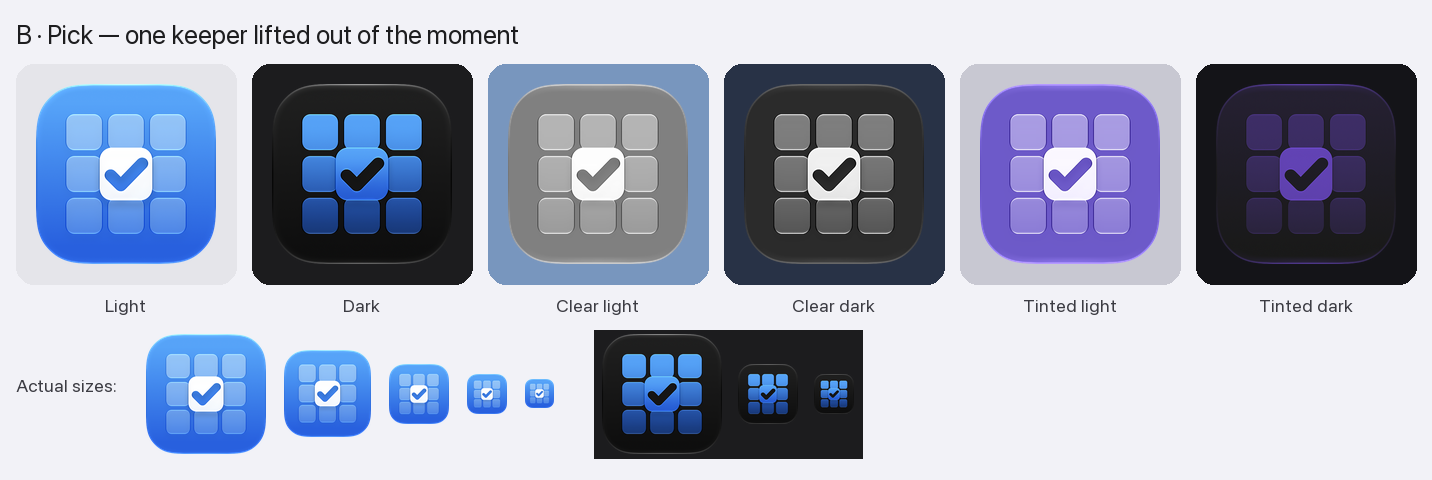 B · Pick — one keeper lifted out of the moment
Light
Dark
Clear light
Clear dark
Tinted light
Tinted dark
Actual sizes: